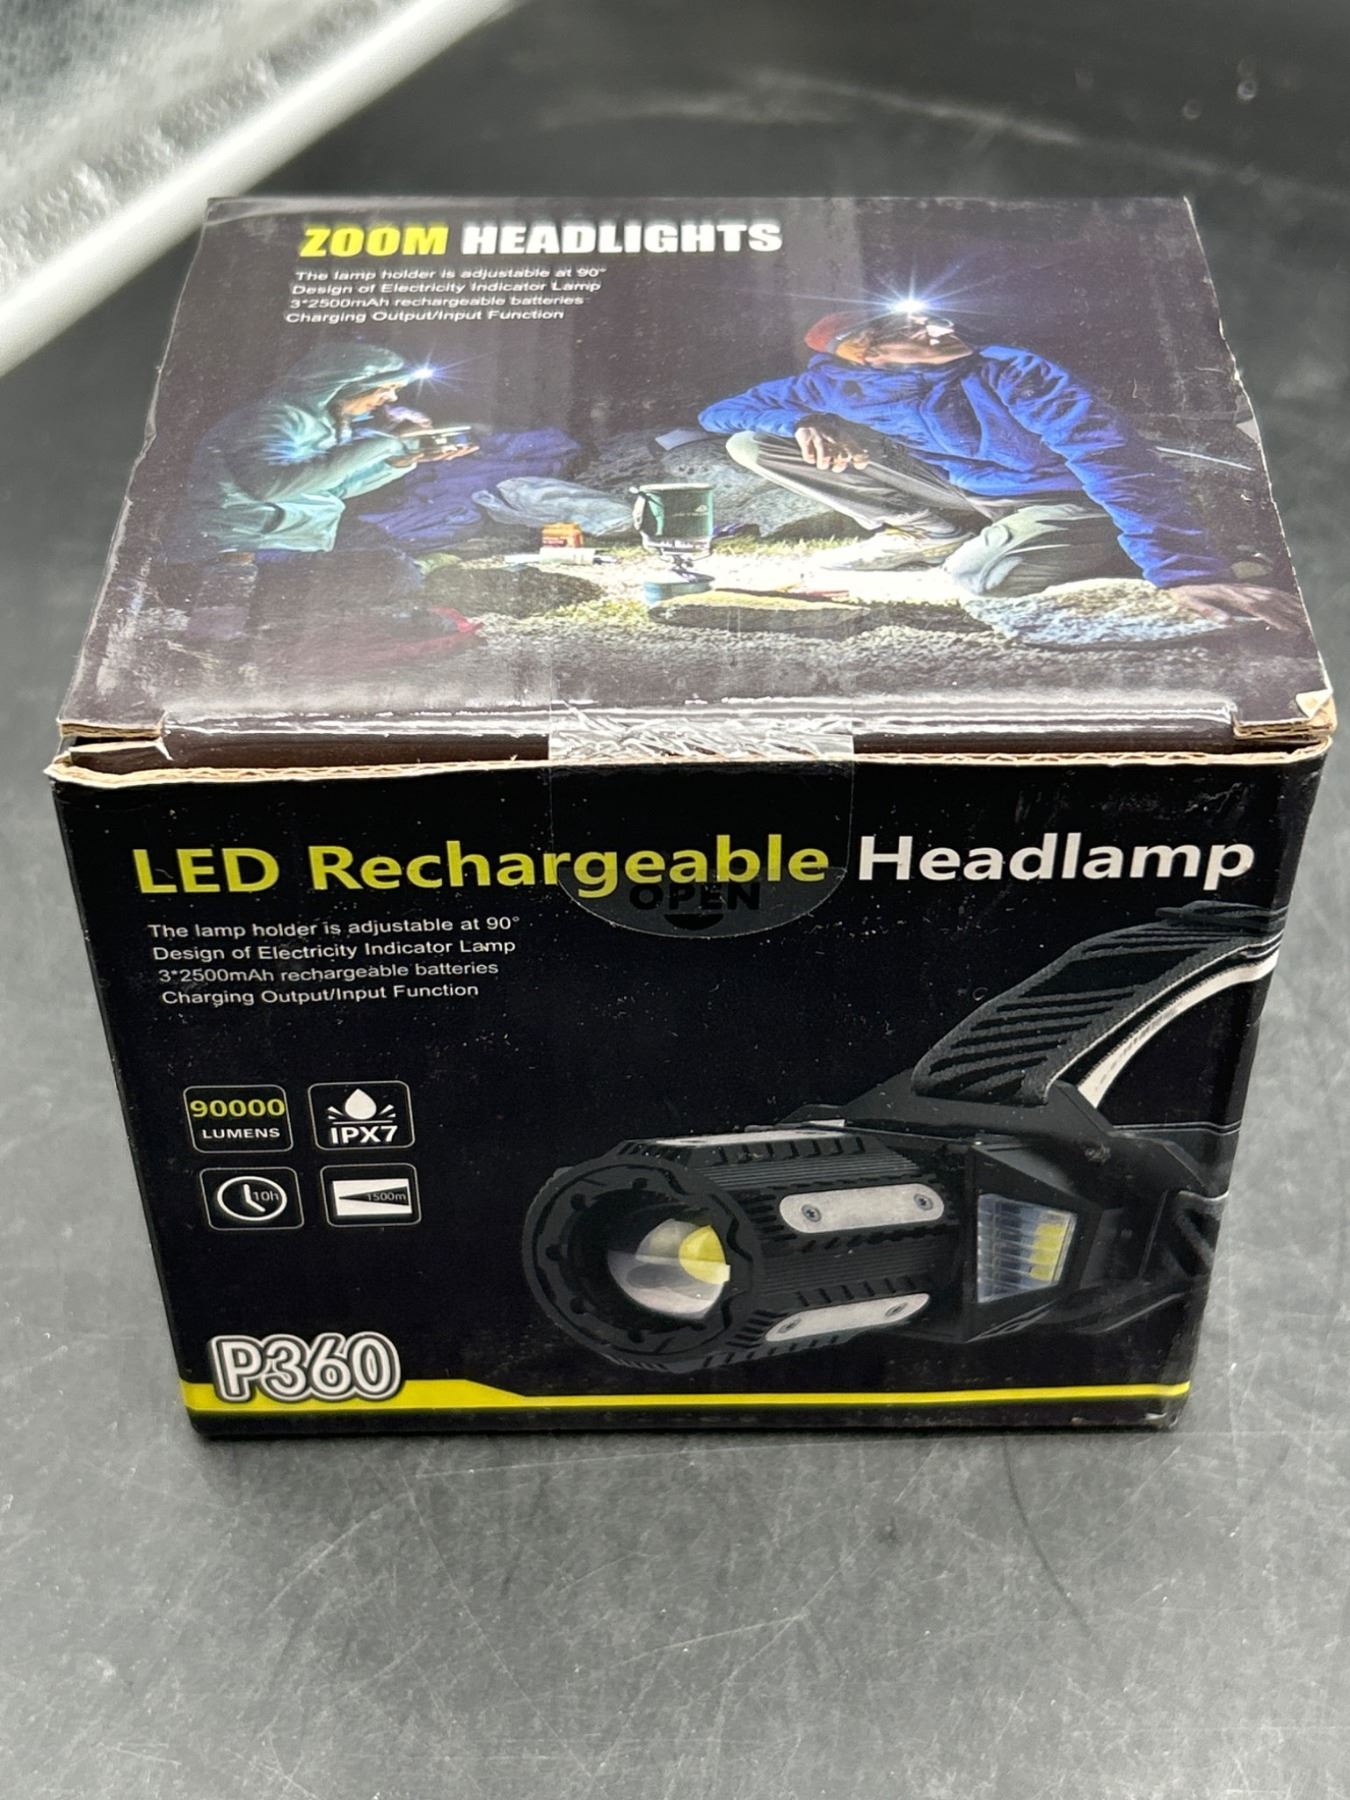 ZOOM HEADLIGHTS
The lamp holder is adjustable at 90°
Design of Electricity Indicator Lamp
3*2500mAh rechargeable batteries
Charging Output/Input Function
LED Rechargeable Headlamp
OPEN
The lamp holder is adjustable at 90°
Design of Electricity Indicator Lamp
3*2500mAh rechargeable batteries
Charging Output/Input Function
90000
LUMENS
IPX7
10h
1500m
P360